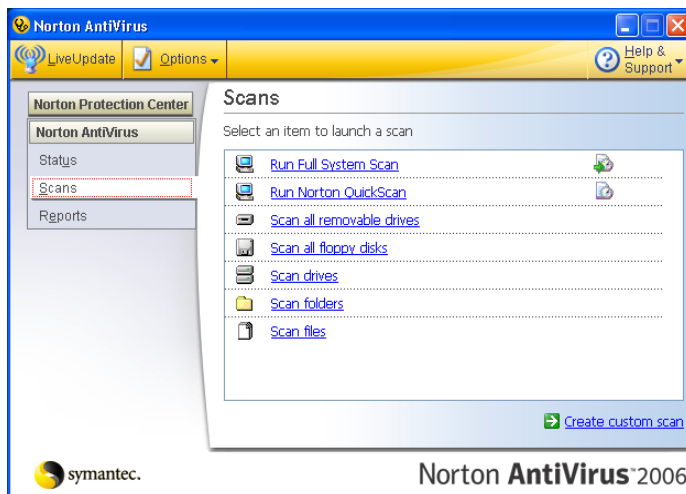 Norton AntiVirus
LiveUpdate Options Help & Support
Norton Protection Center
Norton AntiVirus
Status
Scans
Reports
Scans
Select an item to launch a scan
Run Full System Scan
Run Norton QuickScan
Scan all removable drives
Scan all floppy disks
Scan drives
Scan folders
Scan files
Create custom scan
symantec.
Norton AntiVirus™2006